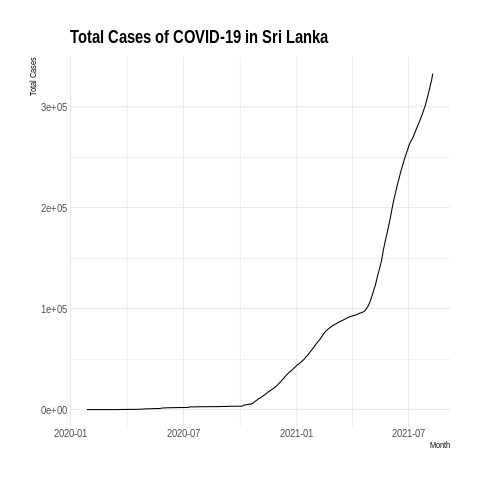 Total Cases of COVID-19 in Sri Lanka
Total Cases
3e+05
2e+05
1e+05
0e+00
2020-01 2020-07 2021-01 2021-07
Month